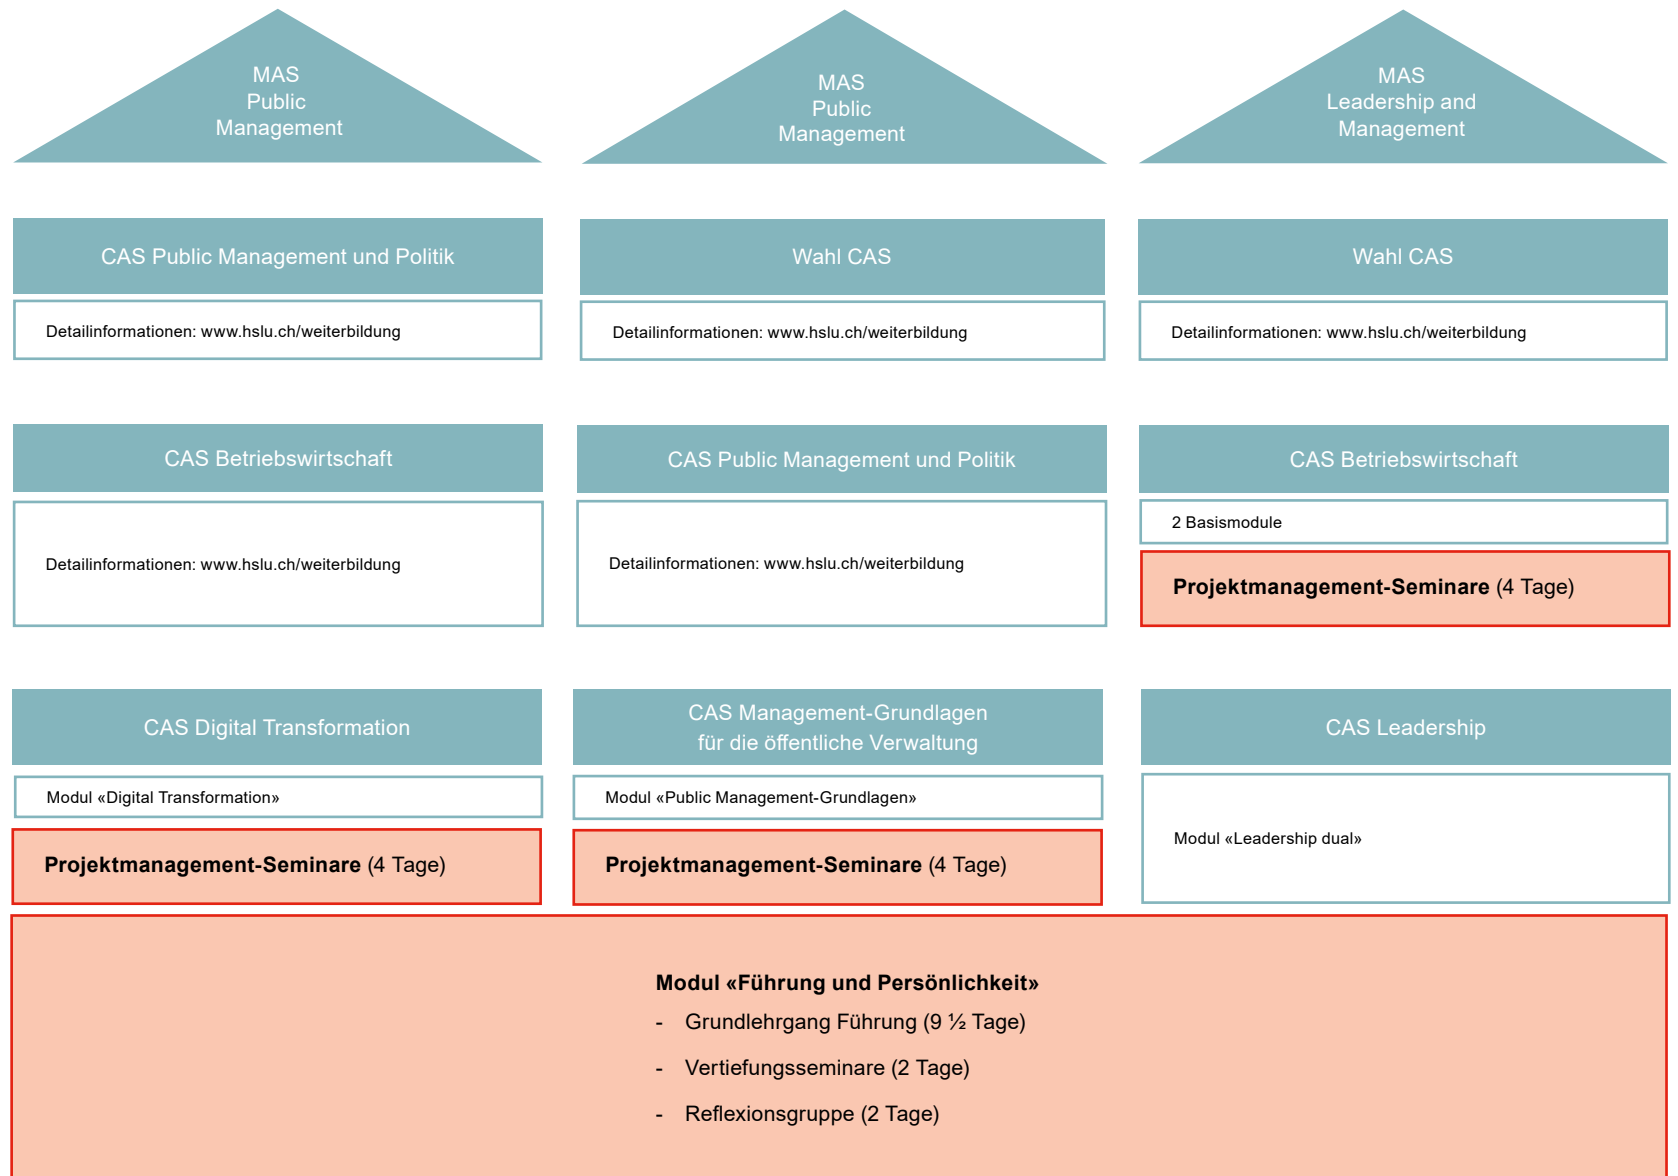 MAS
Public
Management
MAS
Public
Management
MAS
Leadership and
Management
CAS Public Management und Politik
Wahl CAS
Wahl CAS
Detailinformationen: www.hslu.ch/weiterbildung
Detailinformationen: www.hslu.ch/weiterbildung
Detailinformationen: www.hslu.ch/weiterbildung
CAS Betriebswirtschaft
CAS Public Management und Politik
CAS Betriebswirtschaft
Detailinformationen: www.hslu.ch/weiterbildung
Detailinformationen: www.hslu.ch/weiterbildung
2 Basismodule
Projektmanagement-Seminare (4 Tage)
CAS Digital Transformation
CAS Management-Grundlagen
für die öffentliche Verwaltung
CAS Leadership
Modul «Digital Transformation»
Modul «Public Management-Grundlagen»
Modul «Leadership dual»
Projektmanagement-Seminare (4 Tage)
Projektmanagement-Seminare (4 Tage)
Modul «Führung und Persönlichkeit»
- Grundlehrgang Führung (9 ½ Tage)
- Vertiefungsseminare (2 Tage)
- Reflexionsgruppe (2 Tage)